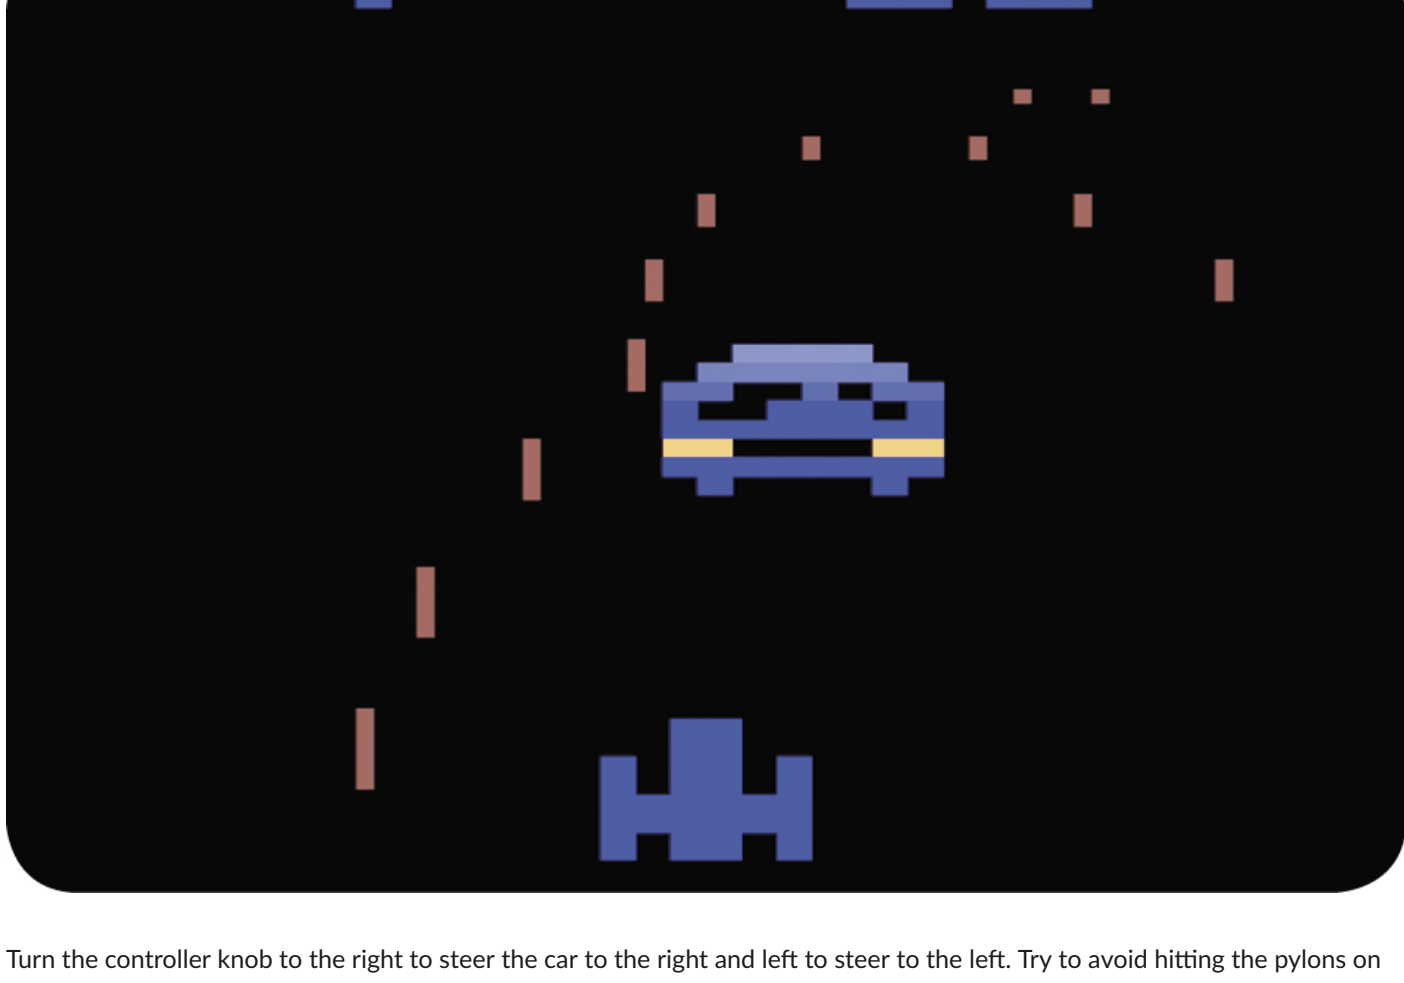 Turn the controller knob to the right to steer the car to the right and left to steer to the left. Try to avoid hitting the pylons on